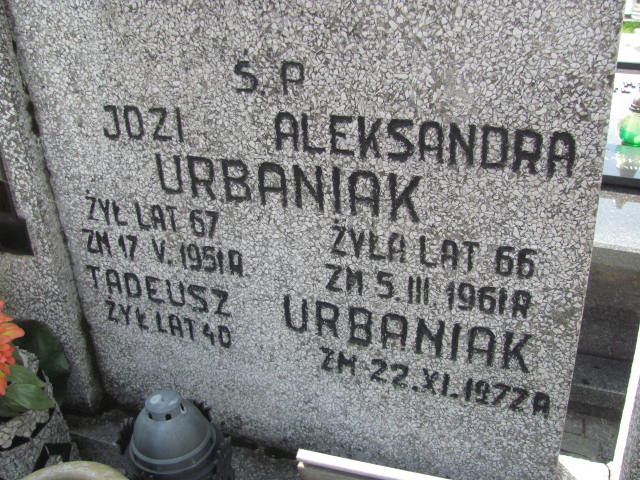 Ś.P
JDZI ALEKSANDRA
URBANIAK
ŻYŁ LAT 67
ZM 17 V. 1951R
ŻYŁA LAT 66
ZM 5. III. 1961R
TADEUSZ URBANIAK
ŻYŁ LAT 40
ZM 22.XI.1972R